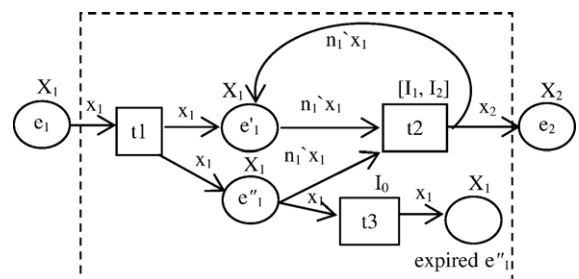 n₁`x₁
X₁ X₁ [I₁, I₂] X₂
x₁ x₁ n₁`x₁ x₂
e₁ t1 e'₁ t2 e₂
x₁ X₁ n₁`x₁
e″₁ x₁ I₀ x₁ X₁
t3
expired e″₁